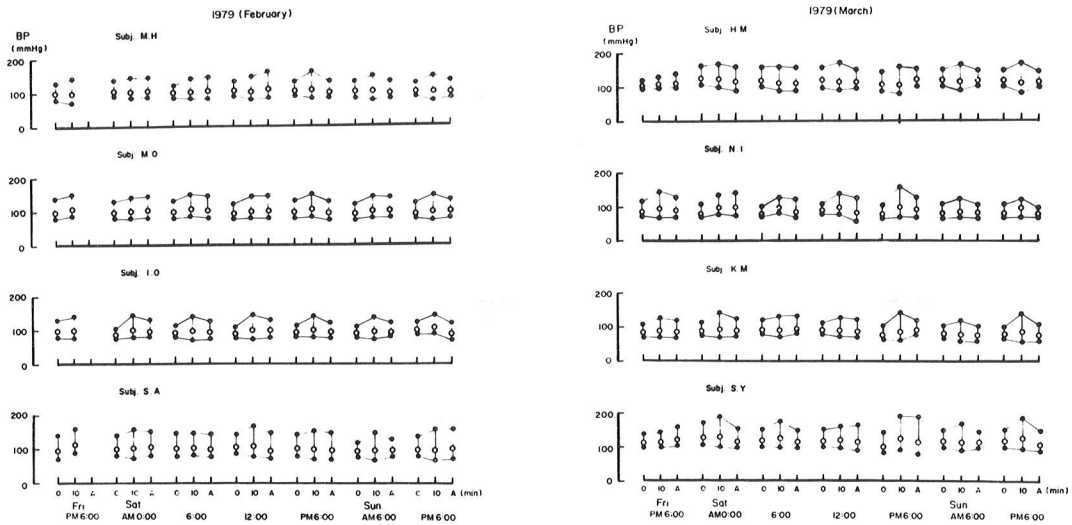 1979 (February)
BP
(mmHg)
Subj. M.H
200
100
0
Subj. M.O
200
100
0
Subj. I.O
200
100
0
Subj. S.A
200
100
0
0 10 A C 10 A 0 10 A 0 10 A 0 10 A 0 10 A 0 10 A (min)
Fri Sat Sun
PM 6:00 AM 0:00 6:00 12:00 PM 6:00 AM 6:00 PM 6:00
1979 (March)
BP
(mmHg)
Subj H.M
200
100
0
Subj. N.I
200
100
0
Subj K.M
200
100
0
Subj. S.Y
200
100
0
0 10 A 0 10 A 0 10 A 0 10 A 0 10 A 0 10 A 0 10 A (min)
Fri Sat Sun
PM 6:00 AM 0:00 6:00 12:00 PM 6:00 AM 6:00 PM 6:00